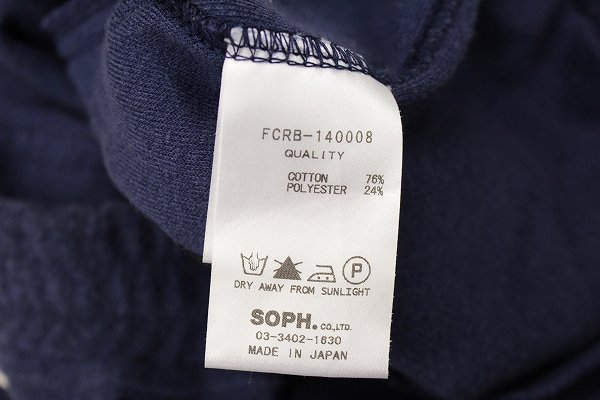 FCRB-140008
QUALITY
COTTON 76%
POLYESTER 24%
P
DRY AWAY FROM SUNLIGHT
SOPH. CO.,LTD.
03-3402-1830
MADE IN JAPAN